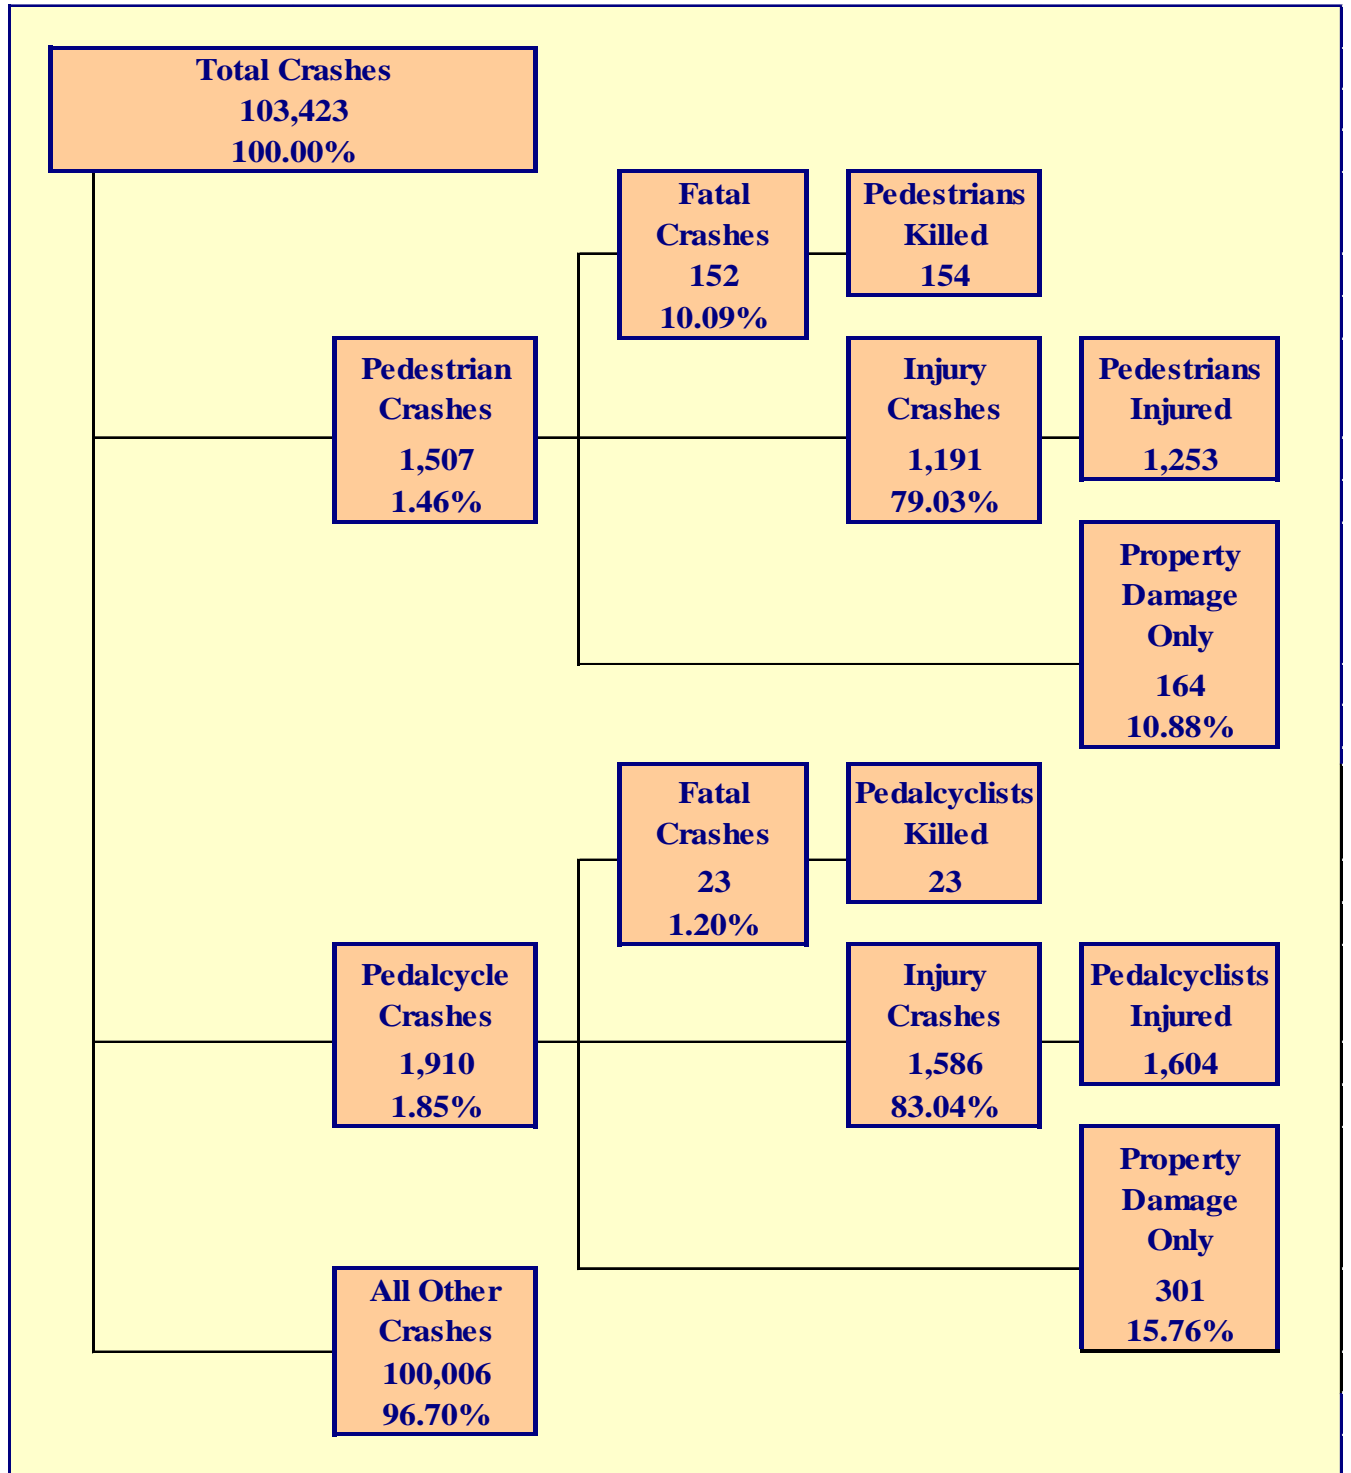 Total Crashes
103,423
100.00%
Fatal
Crashes
152
10.09%
Pedestrians
Killed
154
Pedestrian
Crashes
1,507
1.46%
Injury
Crashes
1,191
79.03%
Pedestrians
Injured
1,253
Property
Damage
Only
164
10.88%
Fatal
Crashes
23
1.20%
Pedalcyclists
Killed
23
Pedalcycle
Crashes
1,910
1.85%
Injury
Crashes
1,586
83.04%
Pedalcyclists
Injured
1,604
Property
Damage
Only
301
15.76%
All Other
Crashes
100,006
96.70%